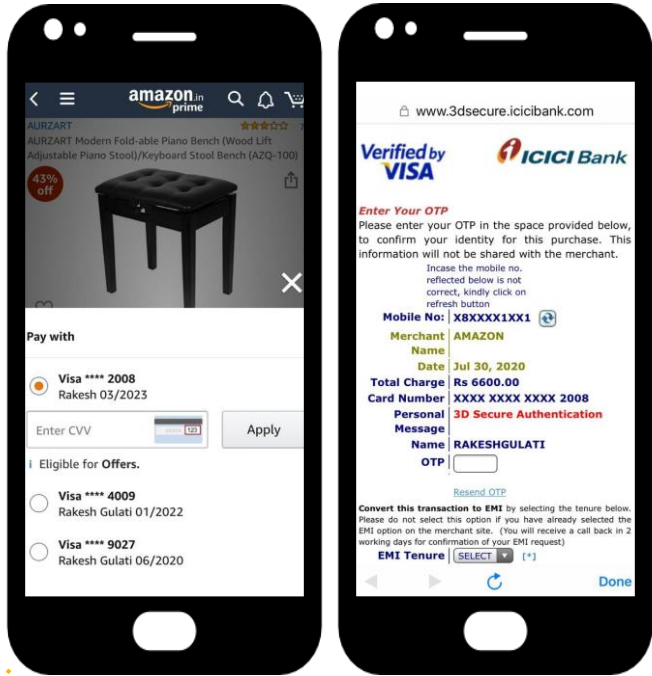 amazon.in
prime
AURZART
AURZART Modern Fold-able Piano Bench (Wood Lift
Adjustable Piano Stool)/Keyboard Stool Bench (AZQ-100)
43%
off
Pay with
Visa **** 2008
Rakesh 03/2023
Enter CVV
123
Apply
i Eligible for Offers.
Visa **** 4009
Rakesh Gulati 01/2022
Visa **** 9027
Rakesh Gulati 06/2020
www.3dsecure.icicibank.com
Verified by
VISA
ICICI Bank
Enter Your OTP
Please enter your OTP in the space provided below,
to confirm your identity for this purchase. This
information will not be shared with the merchant.
Incase the mobile no.
reflected below is not
correct, kindly click on
refresh button
Mobile No: X8XXXX1XX1
Merchant Name AMAZON
Date Jul 30, 2020
Total Charge Rs 6600.00
Card Number XXXX XXXX XXXX 2008
Personal Message 3D Secure Authentication
Name RAKESHGULATI
OTP
Resend OTP
Convert this transaction to EMI by selecting the tenure below.
Please do not select this option if you have already selected the
EMI option on the merchant site. (You will receive a call back in 2
working days for confirmation of your EMI request)
EMI Tenure SELECT [*]
Done